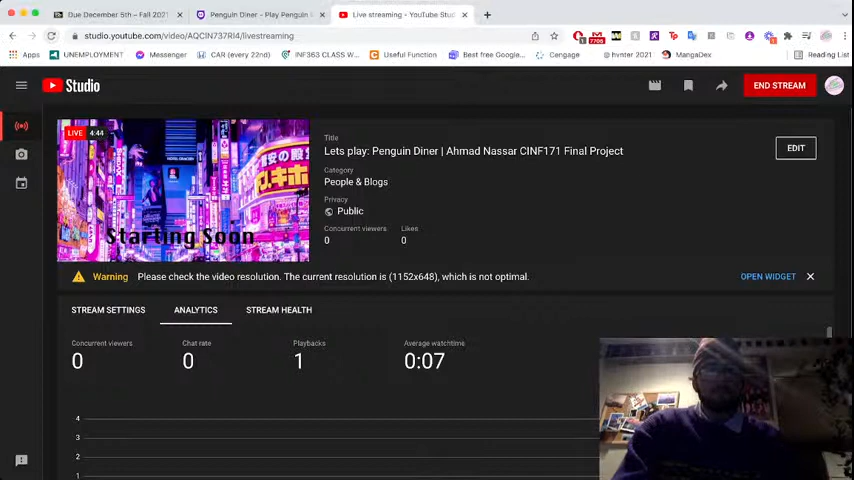 Due December 5th – Fall 2021
Penguin Diner - Play Penguin
Live streaming - YouTube Stud
studio.youtube.com/video/AQCIN737RI4/livestreaming
Apps
UNEMPLOYMENT
Messenger
CAR (every 22nd)
INF363 CLASS W...
Useful Function
Best free Google...
Cengage
hvnter 2021
MangaDex
Reading List
Studio
END STREAM
LIVE 4:44
Starting Soon
Title
Lets play: Penguin Diner | Ahmad Nassar CINF171 Final Project
EDIT
Category
People & Blogs
Privacy
Public
Concurrent viewers
Likes
0
0
Warning
Please check the video resolution. The current resolution is (1152x648), which is not optimal.
OPEN WIDGET
STREAM SETTINGS
ANALYTICS
STREAM HEALTH
Concurrent viewers
Chat rate
Playbacks
Average watchtime
0
0
1
0:07
4
3
2
1